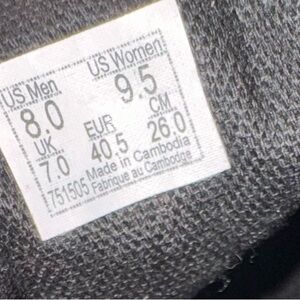 US Men US Women
8.0 9.5
UK EUR CM
7.0 40.5 26.0
751505 Made in Cambodia
Fabriqué au Cambodge